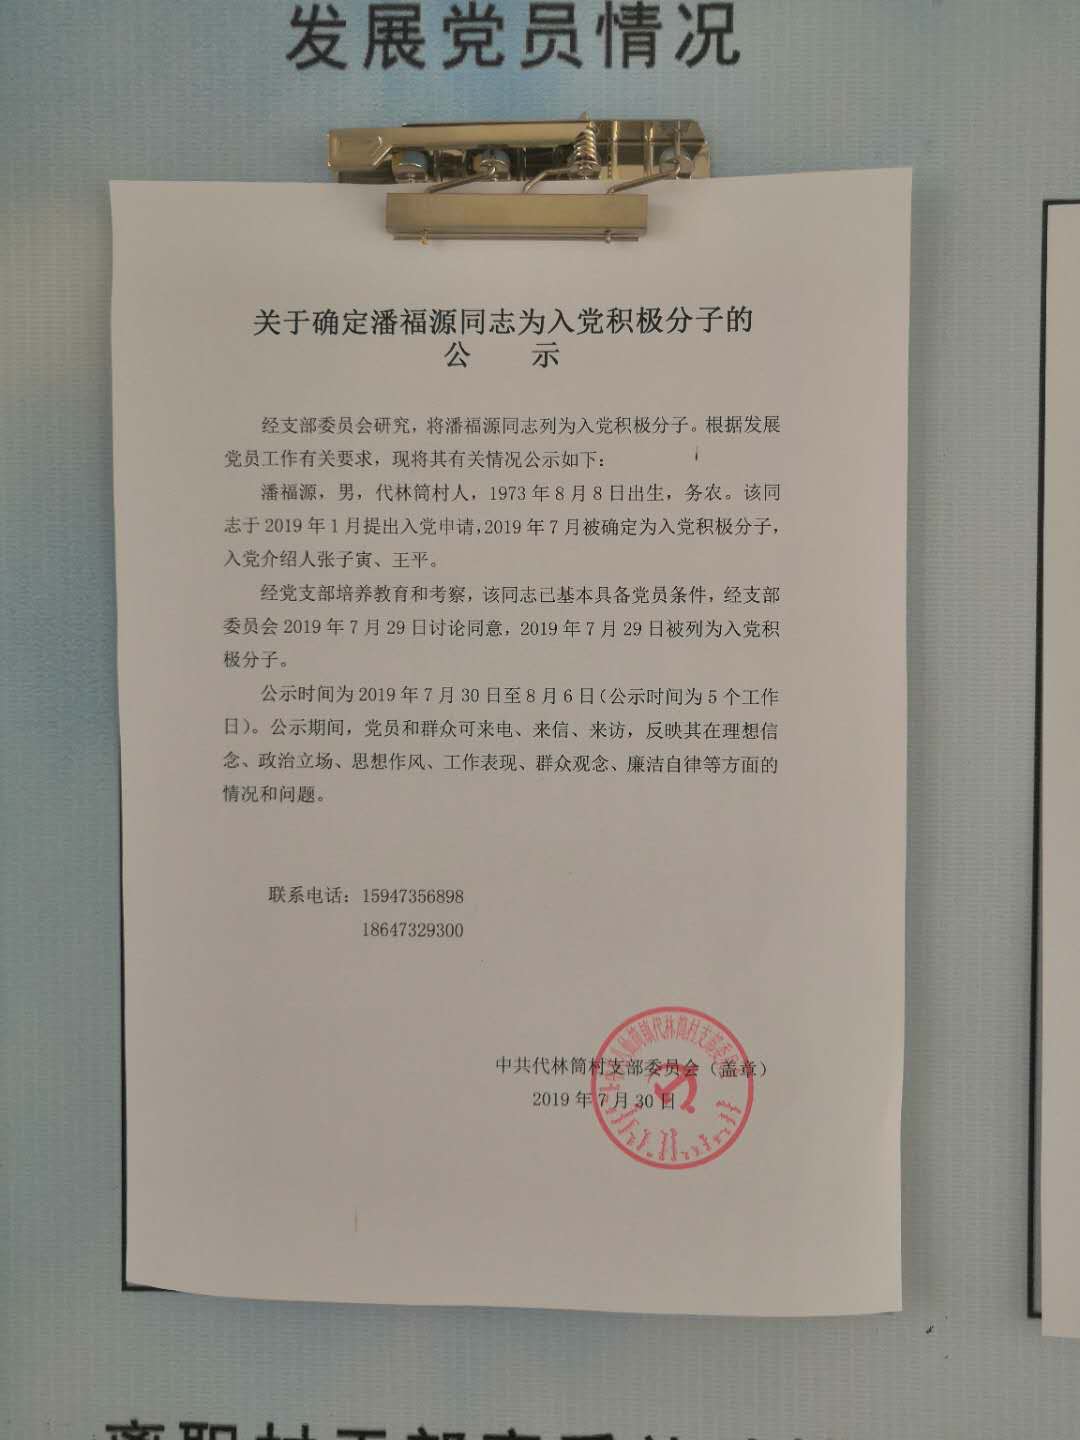 发展党员情况
关于确定潘福源同志为入党积极分子的
公 示
经支部委员会研究，将潘福源同志列为入党积极分子。根据发展
党员工作有关要求，现将其有关情况公示如下：
潘福源，男，代林筒村人，1973年8月8日出生，务农。该同
志于2019年1月提出入党申请，2019年7月被确定为入党积极分子，
入党介绍人张子寅、王平。
经党支部培养教育和考察，该同志已基本具备党员条件，经支部
委员会2019年7月29日讨论同意，2019年7月29日被列为入党积
极分子。
公示时间为2019年7月30日至8月6日（公示时间为5个工作
日）。公示期间，党员和群众可来电、来信、来访，反映其在理想信
念、政治立场、思想作风、工作表现、群众观念、廉洁自律等方面的
情况和问题。
联系电话：15947356898
18647329300
中共代林筒村支部委员会（盖章）
2019年7月30日
筒镇代林筒村支部委员会
离职村干部